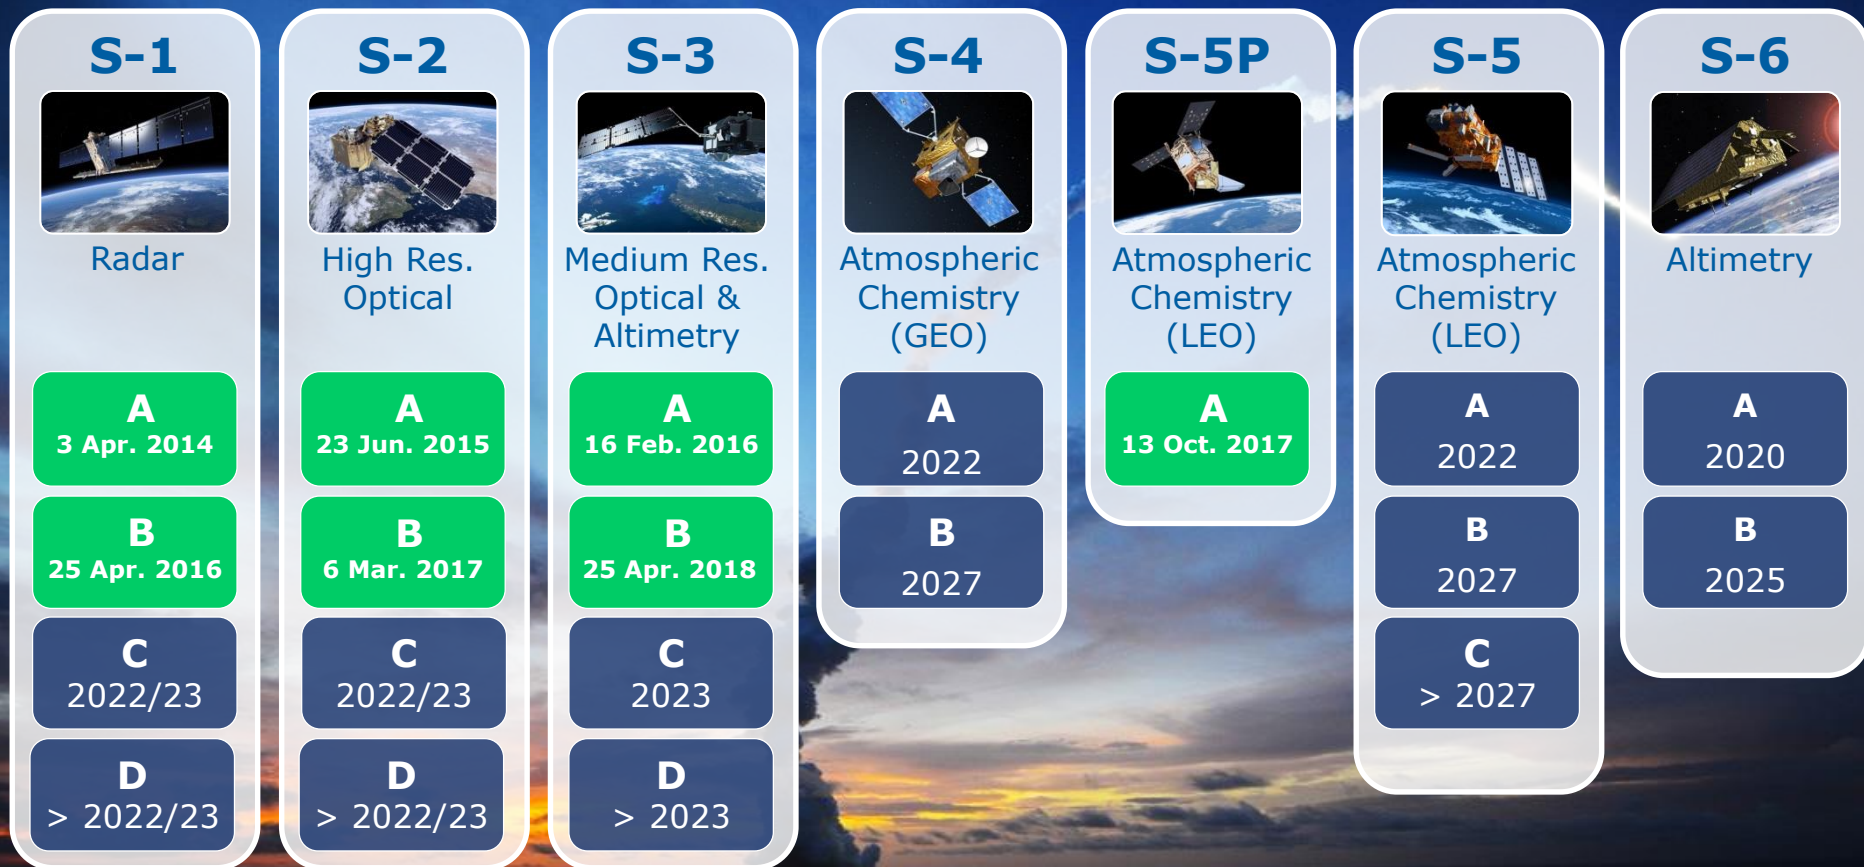 S-1
Radar
A
3 Apr. 2014
B
25 Apr. 2016
C
2022/23
D
> 2022/23
S-2
High Res.
Optical
A
23 Jun. 2015
B
6 Mar. 2017
C
2022/23
D
> 2022/23
S-3
Medium Res.
Optical &
Altimetry
A
16 Feb. 2016
B
25 Apr. 2018
C
2023
D
> 2023
S-4
Atmospheric
Chemistry
(GEO)
A
2022
B
2027
S-5P
Atmospheric
Chemistry
(LEO)
A
13 Oct. 2017
S-5
Atmospheric
Chemistry
(LEO)
A
2022
B
2027
C
> 2027
S-6
Altimetry
A
2020
B
2025